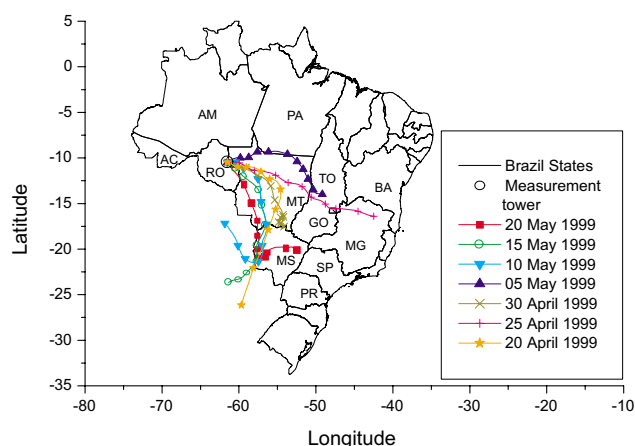 Latitude
5
0
-5
-10
-15
-20
-25
-30
-35
AM
PA
AC
RO
TO
MT
BA
GO
MG
MS
SP
PR
Brazil States
Measurement
tower
20 May 1999
15 May 1999
10 May 1999
05 May 1999
30 April 1999
25 April 1999
20 April 1999
-80
-70
-60
-50
-40
-30
-20
-10
Longitude